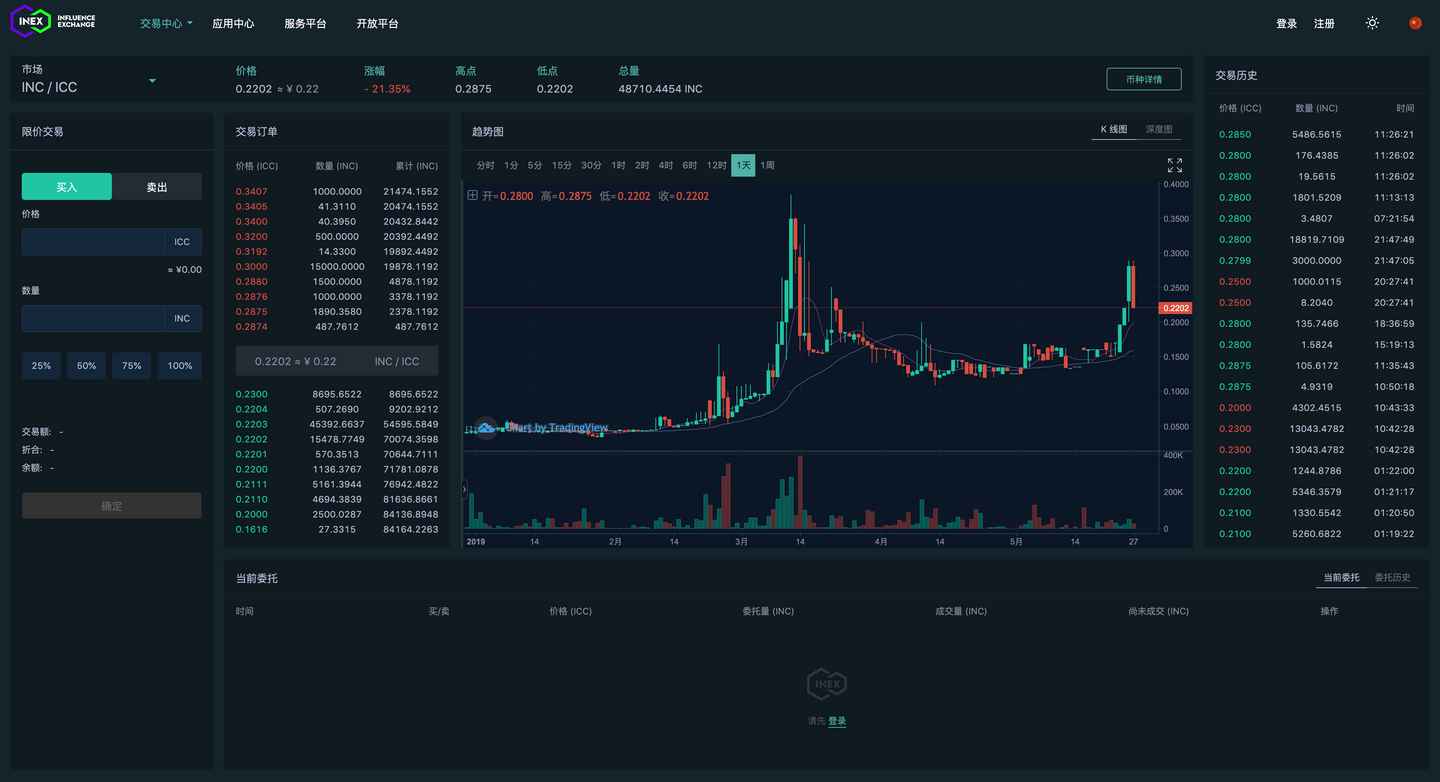 INEX INFLUENCE EXCHANGE
交易中心 应用中心 服务平台 开放平台
登录 注册
市场
INC / ICC
价格 涨幅 高点 低点 总量
0.2202 ≈ ¥ 0.22 - 21.35% 0.2875 0.2202 48710.4454 INC
币种详情
限价交易
买入 卖出
价格
ICC
≈ ¥0.00
数量
INC
25% 50% 75% 100%
交易额: -
折合: -
余额: -
确定
交易订单
价格 (ICC) 数量 (INC) 累计 (INC)
0.3407 1000.0000 21474.1552
0.3405 41.3110 20474.1552
0.3400 40.3950 20432.8442
0.3200 500.0000 20392.4492
0.3192 14.3300 19892.4492
0.3000 15000.0000 19878.1192
0.2880 1500.0000 4878.1192
0.2876 1000.0000 3378.1192
0.2875 1890.3580 2378.1192
0.2874 487.7612 487.7612
0.2202 ≈ ¥ 0.22 INC / ICC
0.2300 8695.6522 8695.6522
0.2204 507.2690 9202.9212
0.2203 45392.6637 54595.5849
0.2202 15478.7749 70074.3598
0.2201 570.3513 70644.7111
0.2200 1136.3767 71781.0878
0.2111 5161.3944 76942.4822
0.2110 4694.3839 81636.8661
0.2000 2500.0287 84136.8948
0.1616 27.3315 84164.2263
趋势图
K 线图 深度图
分时 1分 5分 15分 30分 1时 2时 4时 6时 12时 1天 1周
开=0.2800 高=0.2875 低=0.2202 收=0.2202
0.4000
0.3500
0.3000
0.2500
0.2202
0.2000
0.1500
0.1000
0.0500
Chart by TradingView
400K
200K
0
2019 14 2月 14 3月 14 4月 14 5月 14 27
交易历史
价格 (ICC) 数量 (INC) 时间
0.2850 5486.5615 11:26:21
0.2800 176.4385 11:26:02
0.2800 19.5615 11:26:02
0.2800 1801.5209 11:13:13
0.2800 3.4807 07:21:54
0.2800 18819.7109 21:47:49
0.2799 3000.0000 21:47:05
0.2500 1000.0115 20:27:41
0.2500 8.2040 20:27:41
0.2800 135.7466 18:36:59
0.2800 1.5824 15:19:13
0.2875 105.6172 11:35:43
0.2875 4.9319 10:50:18
0.2000 4302.4515 10:43:33
0.2300 13043.4782 10:42:28
0.2300 13043.4782 10:42:28
0.2200 1244.8786 01:22:00
0.2200 5346.3579 01:21:17
0.2100 1330.5542 01:20:50
0.2100 5260.6822 01:19:22
当前委托
当前委托 委托历史
时间 买/卖 价格 (ICC) 委托量 (INC) 成交量 (INC) 尚未成交 (INC) 操作
INEX
请先 登录